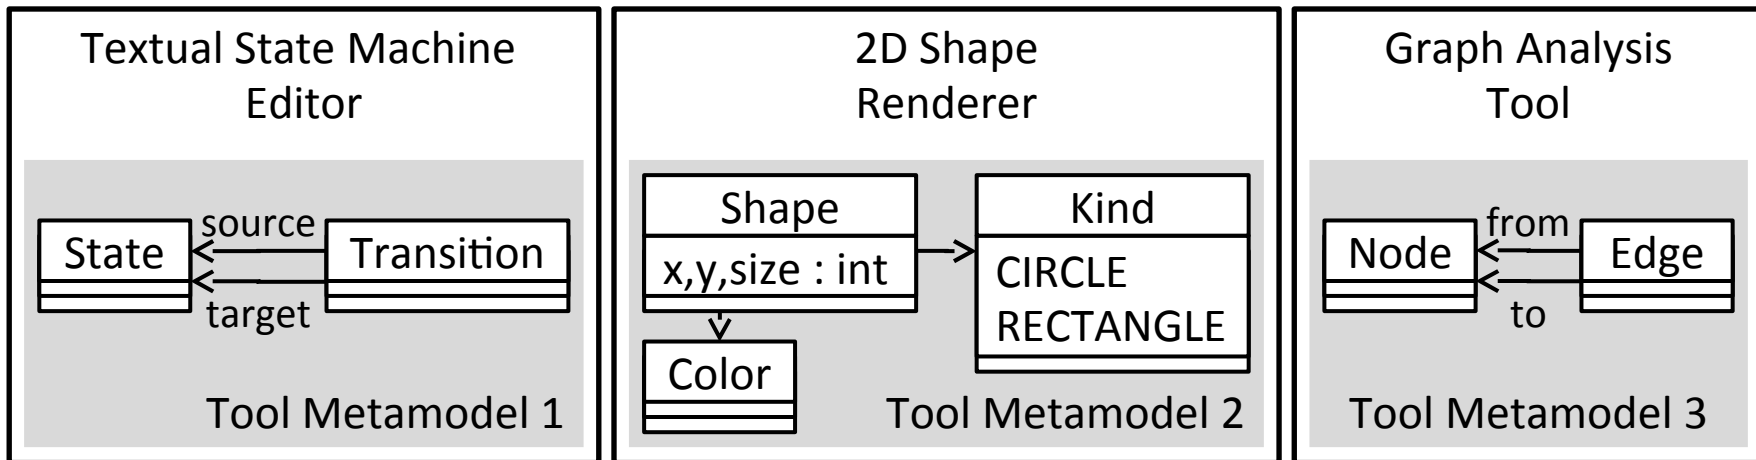 Textual State Machine
Editor
State
source
target
Transition
Tool Metamodel 1
2D Shape
Renderer
Shape
x,y,size : int
Kind
CIRCLE
RECTANGLE
Color
Tool Metamodel 2
Graph Analysis
Tool
Node
from
to
Edge
Tool Metamodel 3